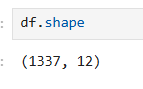 df.shape
: (1337, 12)